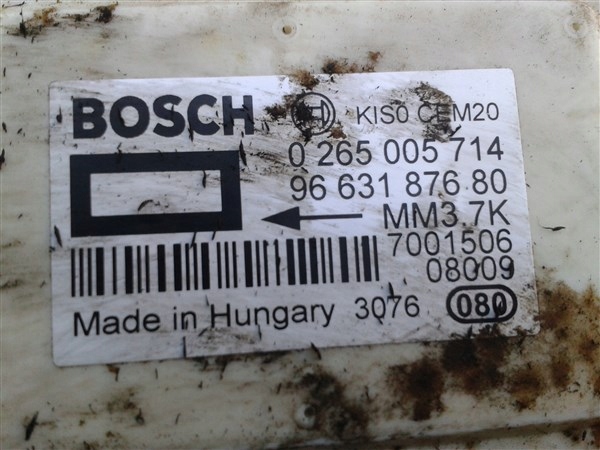 BOSCH KIS0 CEM20
0 265 005 714
96 631 876 80
MM3.7K
7001506
08009
Made in Hungary 3076 080